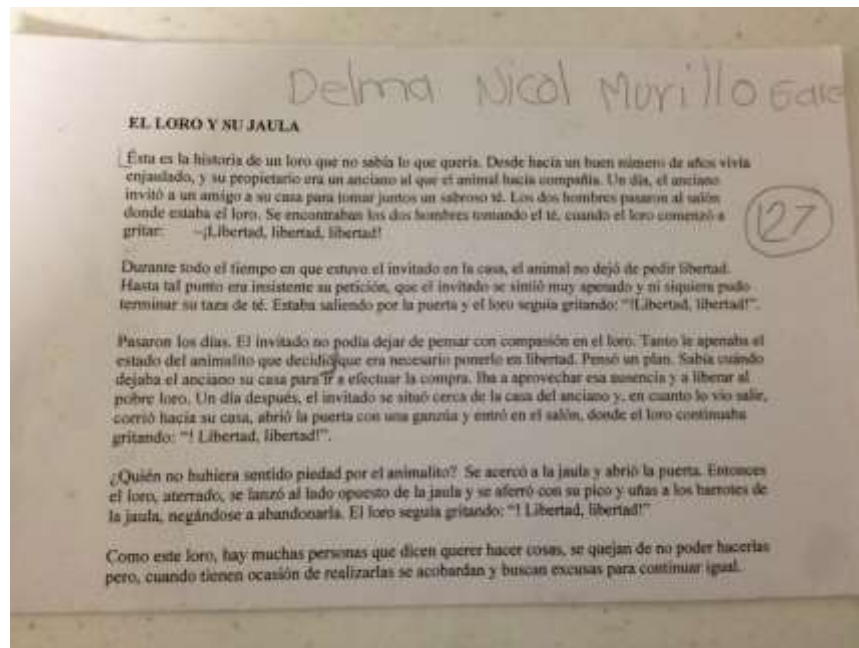 Delma Nicol Murillo
EL LORO Y SU JAULA
Ésta es la historia de un loro que no sabía lo que quería. Desde hacía un buen número de años vivía
enjaulado, y su propietario era un anciano al que el animal hacía compañía. Un día, el anciano
invitó a un amigo a su casa para tomar juntos un sabroso té. Los dos hombres pasaron al salón
donde estaba el loro. Se encontraban los dos hombres tomando el té, cuando el loro comenzó a
gritar: –¡Libertad, libertad, libertad!
127
Durante todo el tiempo en que estuvo el invitado en la casa, el animal no dejó de pedir libertad.
Hasta tal punto era insistente su petición, que el invitado se sintió muy apenado y ni siquiera pudo
terminar su taza de té. Estaba saliendo por la puerta y el loro seguía gritando: "!Libertad, libertad!".
Pasaron los días. El invitado no podía dejar de pensar con compasión en el loro. Tanto le apenaba el
estado del animalito que decidió que era necesario ponerlo en libertad. Pensó un plan. Sabía cuándo
dejaba el anciano su casa para ir a efectuar la compra. Iba a aprovechar esa ausencia y a liberar al
pobre loro. Un día después, el invitado se situó cerca de la casa del anciano y, en cuanto lo vio salir,
corrió hacia su casa, abrió la puerta con una ganzúa y entró en el salón, donde el loro continuaba
gritando: "! Libertad, libertad!".
¿Quién no hubiera sentido piedad por el animalito? Se acercó a la jaula y abrió la puerta. Entonces
el loro, aterrado, se lanzó al lado opuesto de la jaula y se aferró con su pico y uñas a los barrotes de
la jaula, negándose a abandonarla. El loro seguía gritando: "! Libertad, libertad!"
Como este loro, hay muchas personas que dicen querer hacer cosas, se quejan de no poder hacerlas
pero, cuando tienen ocasión de realizarlas se acobardan y buscan excusas para continuar igual.